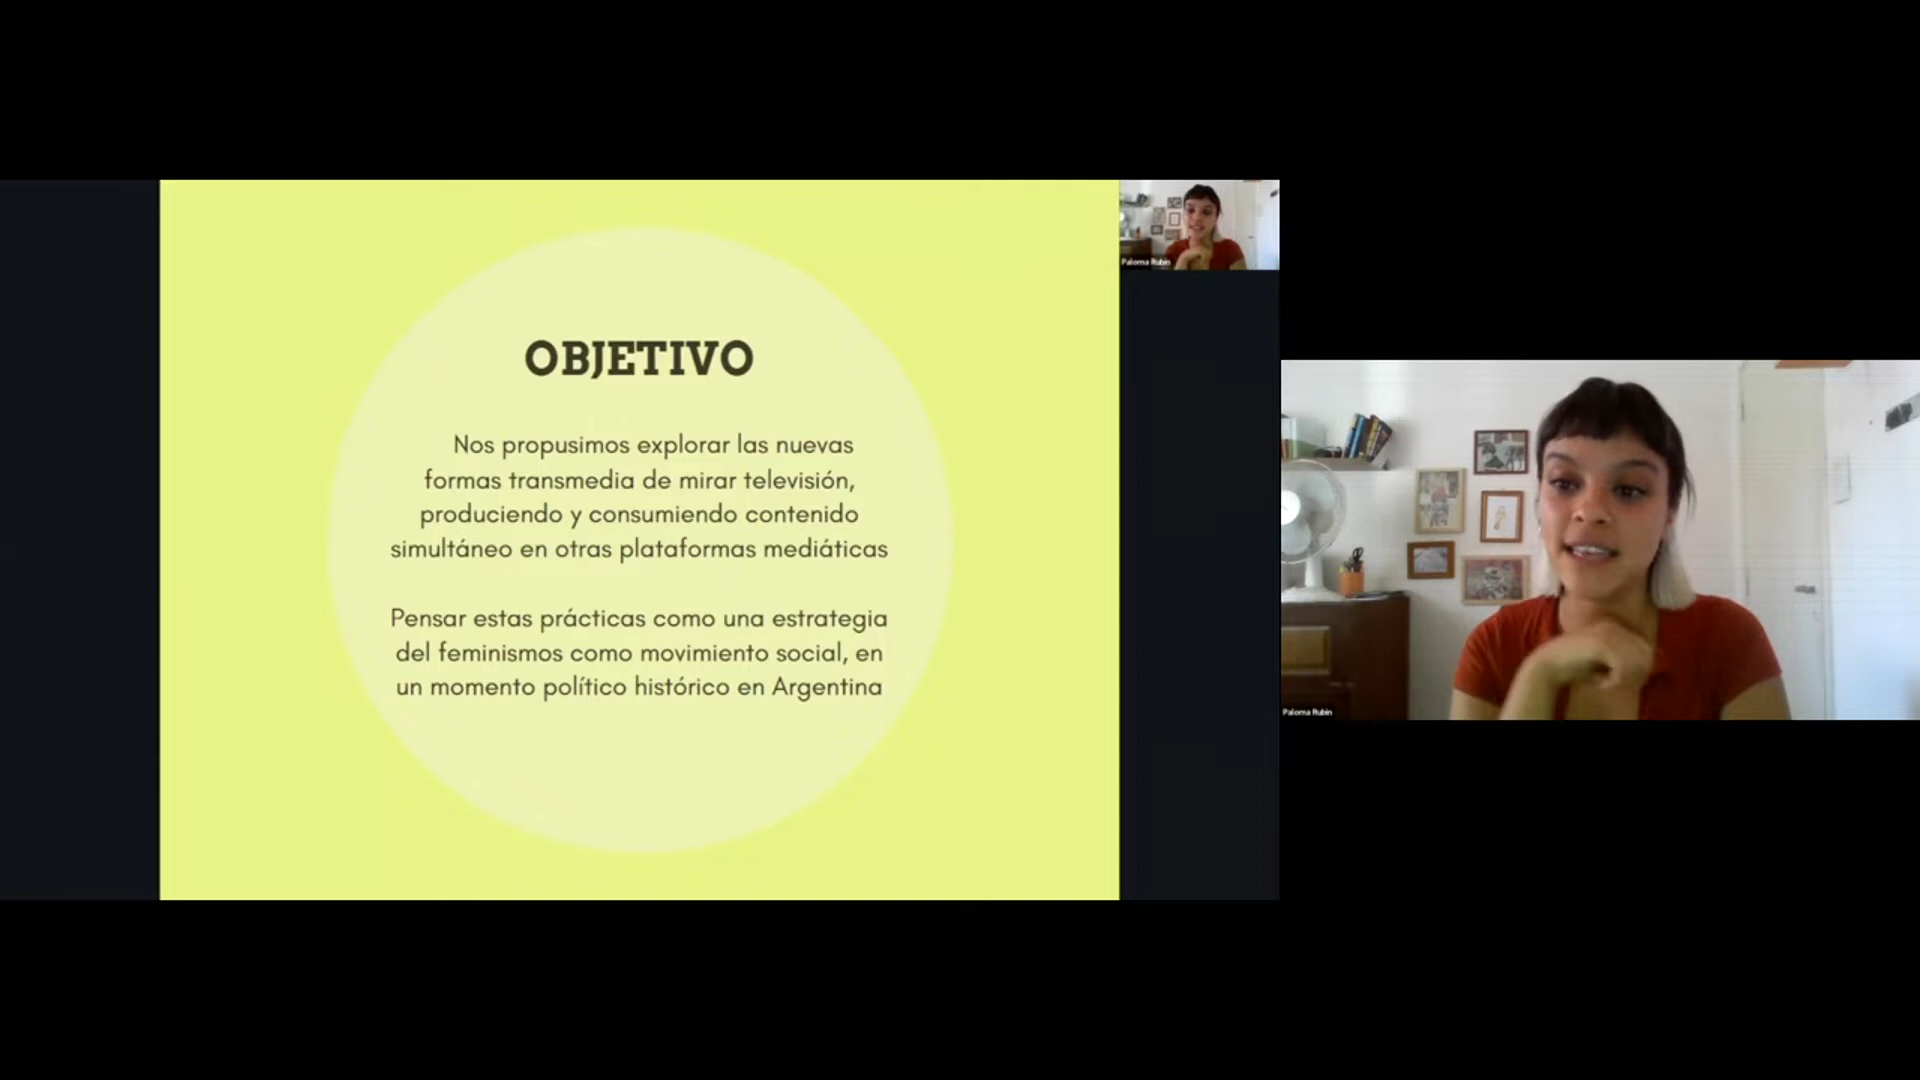 OBJETIVO
Nos propusimos explorar las nuevas
formas transmedia de mirar televisión,
produciendo y consumiendo contenido
simultáneo en otras plataformas mediáticas
Pensar estas prácticas como una estrategia
del feminismos como movimiento social, en
un momento político histórico en Argentina
Paloma Rubin
Paloma Rubin